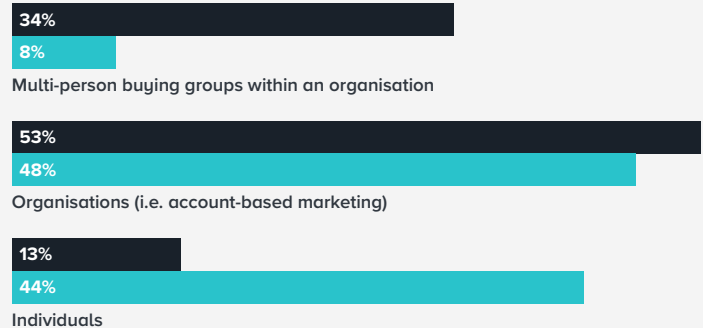 34%
8%
Multi-person buying groups within an organisation
53%
48%
Organisations (i.e. account-based marketing)
13%
44%
Individuals